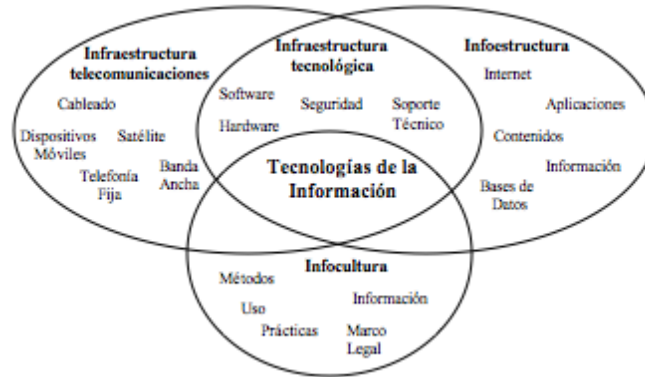 Infraestructura
telecomunicaciones
Cableado
Dispositivos
Móviles
Satélite
Telefonía
Fija
Banda
Ancha
Infraestructura
tecnológica
Software
Seguridad
Soporte
Técnico
Hardware
Infoestructura
Internet
Aplicaciones
Contenidos
Información
Bases de
Datos
Tecnologías de la
Información
Infocultura
Métodos
Información
Uso
Prácticas
Marco
Legal